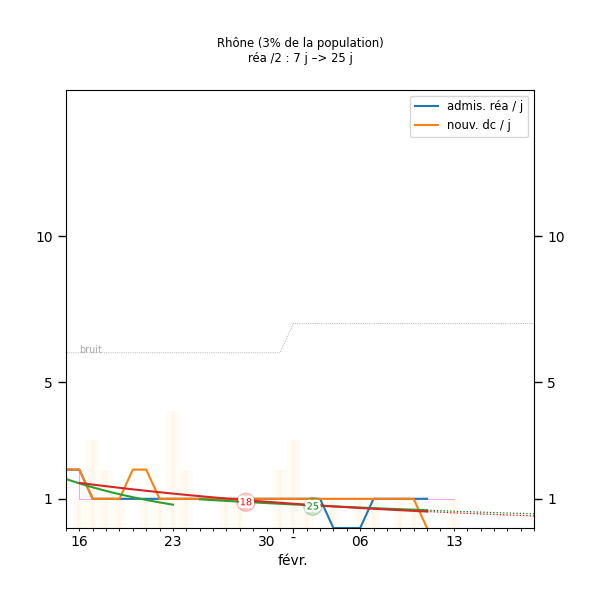 Rhône (3% de la population)
réa /2 : 7 j –> 25 j
admis. réa / j
nouv. dc / j
10
10
bruit
5
5
1
18
25
1
16
23
30
-
06
13
févr.